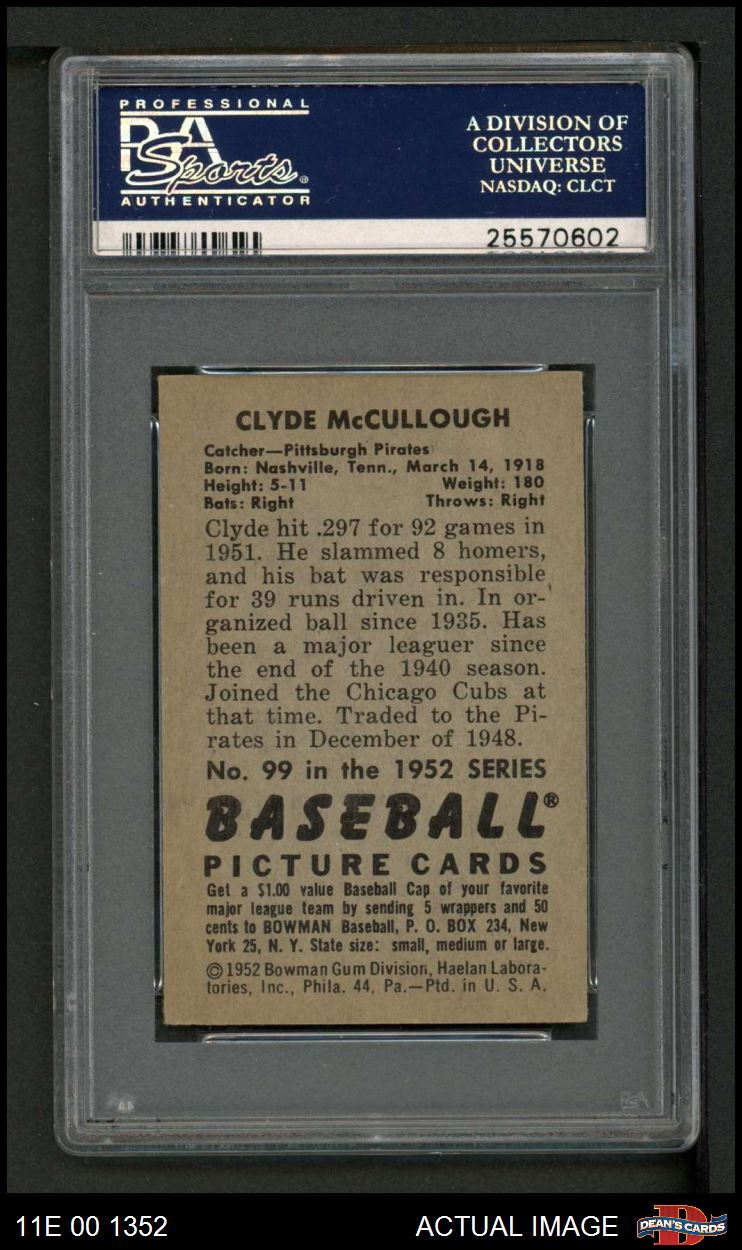 PROFESSIONAL
PSA
Sports®
AUTHENTICATOR
A DIVISION OF
COLLECTORS
UNIVERSE
NASDAQ: CLCT
25570602
CLYDE McCULLOUGH
Catcher—Pittsburgh Pirates
Born: Nashville, Tenn., March 14, 1918
Height: 5-11 Weight: 180
Bats: Right Throws: Right
Clyde hit .297 for 92 games in
1951. He slammed 8 homers,
and his bat was responsible
for 39 runs driven in. In or-
ganized ball since 1935. Has
been a major leaguer since
the end of the 1940 season.
Joined the Chicago Cubs at
that time. Traded to the Pi-
rates in December of 1948.
No. 99 in the 1952 SERIES
BASEBALL®
PICTURE CARDS
Get a $1.00 value Baseball Cap of your favorite
major league team by sending 5 wrappers and 50
cents to BOWMAN Baseball, P. O. BOX 234, New
York 25, N. Y. State size: small, medium or large.
© 1952 Bowman Gum Division, Haelan Labora-
tories, Inc., Phila. 44, Pa.—Ptd. in U. S. A.
11E 00 1352
ACTUAL IMAGE
DEAN'S CARDS